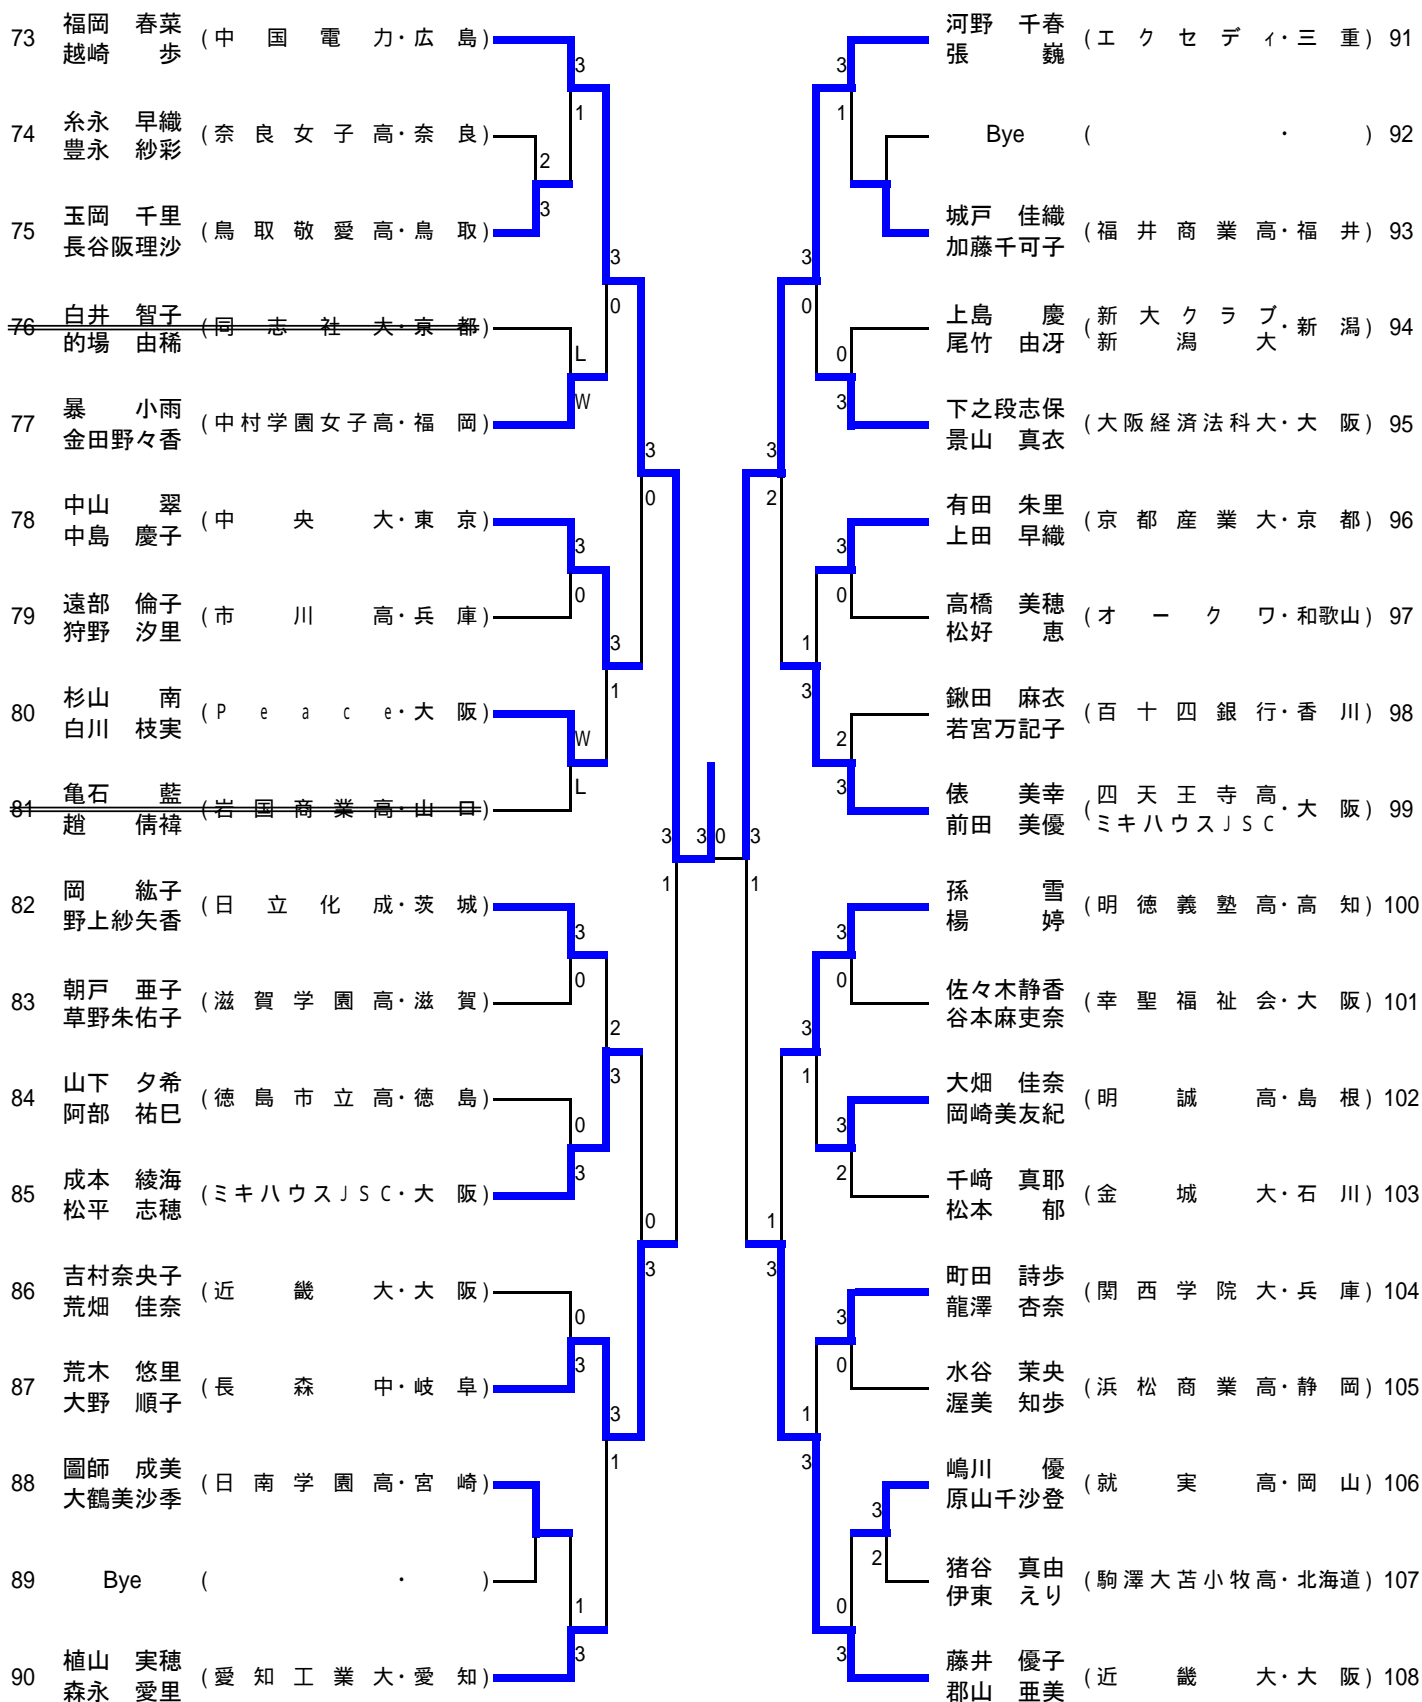 73 福岡 春菜 (中国電力・広島)
越崎 歩
3
1
74 糸永 早織 (奈良女子高・奈良)
豊永 紗彩
2
3
75 玉岡 千里 (鳥取敬愛高・鳥取)
長谷阪理沙
3
0
76 白井 智子 (同志社大・京都)
的場 由稀
L
W
77 暴 小雨 (中村学園女子高・福岡)
金田野々香
3
0
78 中山 翠 (中央大・東京)
中島 慶子
3
0
79 遠部 倫子 (市川高・兵庫)
狩野 汐里
3
1
80 杉山 南 (Peace・大阪)
白川 枝実
W
L
81 亀石 藍 (岩国商業高・山口)
趙 倩禕
3 3 0 3
1 1
82 岡 紘子 (日立化成・茨城)
野上紗矢香
3
0
83 朝戸 亜子 (滋賀学園高・滋賀)
草野朱佑子
2
3
84 山下 夕希 (徳島市立高・徳島)
阿部 祐巳
0
3
85 成本 綾海 (ミキハウスJSC・大阪)
松平 志穂
0
3
86 吉村奈央子 (近畿大・大阪)
荒畑 佳奈
0
3
87 荒木 悠里 (長森中・岐阜)
大野 順子
3
1
88 圖師 成美 (日南学園高・宮崎)
大鶴美沙季
89 Bye ( ・ )
1
3
90 植山 実穂 (愛知工業大・愛知)
森永 愛里
河野 千春 (エクセディ・三重) 91
張 巍
3
1
Bye ( ・ ) 92
城戸 佳織 (福井商業高・福井) 93
加藤千可子
3
0
上島 慶 (新大クラブ・新潟) 94
尾竹 由冴 新潟大
0
3
下之段志保 (大阪経済法科大・大阪) 95
景山 真衣
3
2
有田 朱里 (京都産業大・京都) 96
上田 早織
3
0
高橋 美穂 (オークワ・和歌山) 97
松好 恵
1
3
鍬田 麻衣 (百十四銀行・香川) 98
若宮万記子
2
3
俵 美幸 (四天王寺高・大阪) 99
前田 美優 ミキハウスJSC
孫 雪 (明徳義塾高・高知) 100
楊 婷
3
0
佐々木静香 (幸聖福祉会・大阪) 101
谷本麻吏奈
3
1
大畑 佳奈 (明誠高・島根) 102
岡崎美友紀
3
2
千﨑 真耶 (金城大・石川) 103
松本 郁
1
3
町田 詩歩 (関西学院大・兵庫) 104
龍澤 杏奈
3
0
水谷 茉央 (浜松商業高・静岡) 105
渥美 知歩
1
3
嶋川 優 (就実高・岡山) 106
原山千沙登
3
2
猪谷 真由 (駒澤大苫小牧高・北海道) 107
伊東 えり
0
3
藤井 優子 (近畿大・大阪) 108
郡山 亜美